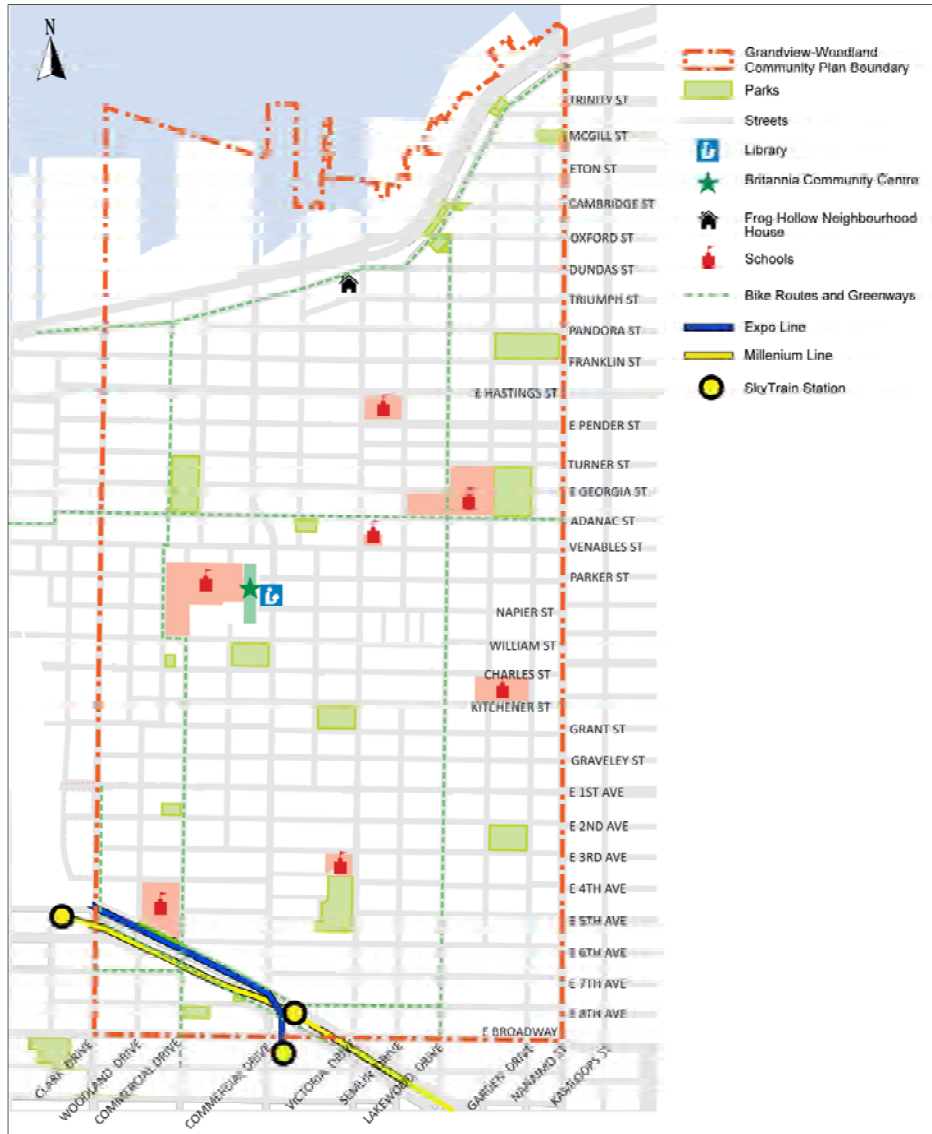 N
Grandview-Woodland
Community Plan Boundary
Parks
Streets
Library
Britannia Community Centre
Frog Hollow Neighbourhood
House
Schools
Bike Routes and Greenways
Expo Line
Millenium Line
SkyTrain Station
TRINITY ST
MCGILL ST
ETON ST
CAMBRIDGE ST
OXFORD ST
DUNDAS ST
TRIUMPH ST
PANDORA ST
FRANKLIN ST
E HASTINGS ST
E PENDER ST
TURNER ST
E GEORGIA ST
ADANAC ST
VENABLES ST
PARKER ST
NAPIER ST
WILLIAM ST
CHARLES ST
KITCHENER ST
GRANT ST
GRAVELEY ST
E 1ST AVE
E 2ND AVE
E 3RD AVE
E 4TH AVE
E 5TH AVE
E 6TH AVE
E 7TH AVE
E 8TH AVE
E BROADWAY
CLARK DRIVE
WOODLAND DRIVE
COMMERCIAL DRIVE
COMMERCIAL DRIVE
VICTORIA DRIVE
SEMLIN DRIVE
LAKEWOOD DRIVE
GARDEN DRIVE
NANAIMO ST
KAMLOOPS ST